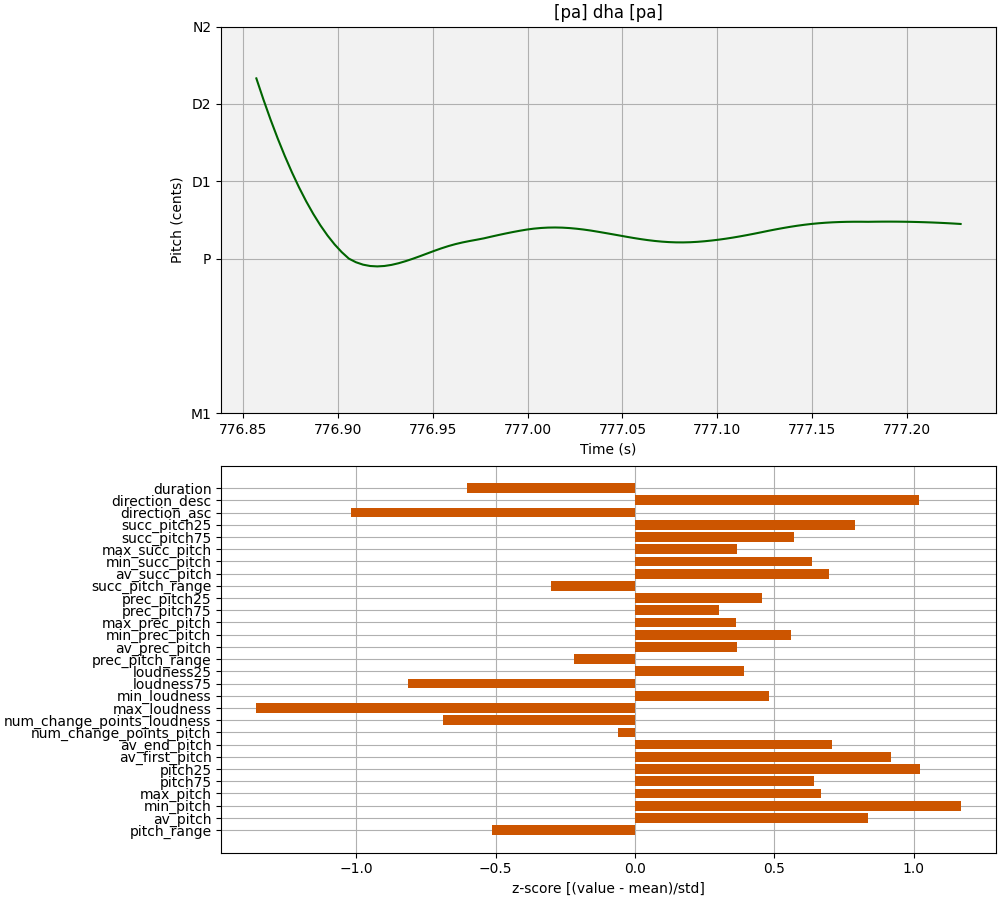 [pa] dha [pa]
N2
D2
D1
P
M1
Pitch (cents)
776.85 776.90 776.95 777.00 777.05 777.10 777.15 777.20
Time (s)
duration
direction_desc
direction_asc
succ_pitch25
succ_pitch75
max_succ_pitch
min_succ_pitch
av_succ_pitch
succ_pitch_range
prec_pitch25
prec_pitch75
max_prec_pitch
min_prec_pitch
av_prec_pitch
prec_pitch_range
loudness25
loudness75
min_loudness
max_loudness
num_change_points_loudness
num_change_points_pitch
av_end_pitch
av_first_pitch
pitch25
pitch75
max_pitch
min_pitch
av_pitch
pitch_range
−1.0 −0.5 0.0 0.5 1.0
z-score [(value - mean)/std]